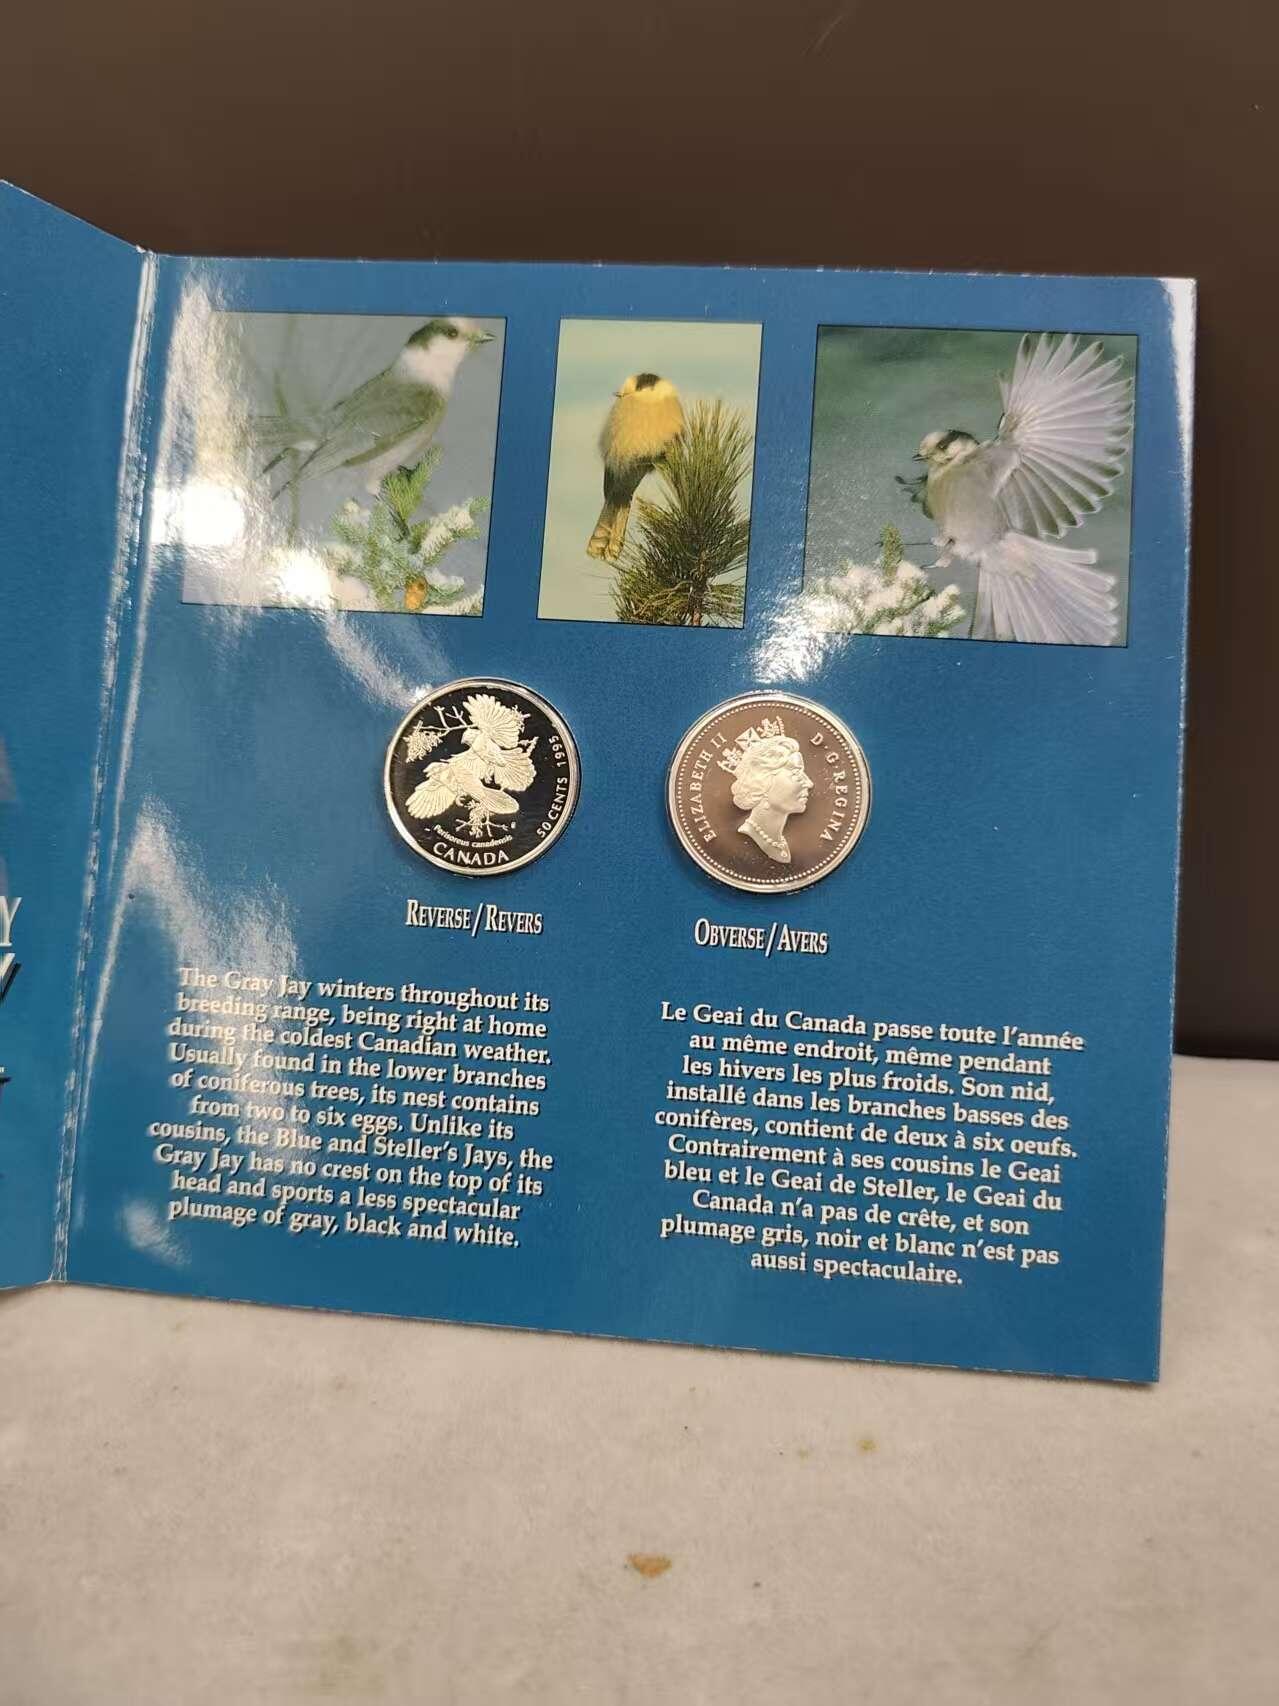 Y
ELIZABETH II D·G·REGINA
50 CENTS 1995
Perisoreus canadensis
CANADA
REVERSE/REVERS
OBVERSE/AVERS
The Gray Jay winters throughout its
breeding range, being right at home
during the coldest Canadian weather.
Usually found in the lower branches
of coniferous trees, its nest contains
from two to six eggs. Unlike its
cousins, the Blue and Steller's Jays, the
Gray Jay has no crest on the top of its
head and sports a less spectacular
plumage of gray, black and white.
Le Geai du Canada passe toute l'année
au même endroit, même pendant
les hivers les plus froids. Son nid,
installé dans les branches basses des
conifères, contient de deux à six oeufs.
Contrairement à ses cousins le Geai
bleu et le Geai de Steller, le Geai du
Canada n'a pas de crête, et son
plumage gris, noir et blanc n'est pas
aussi spectaculaire.